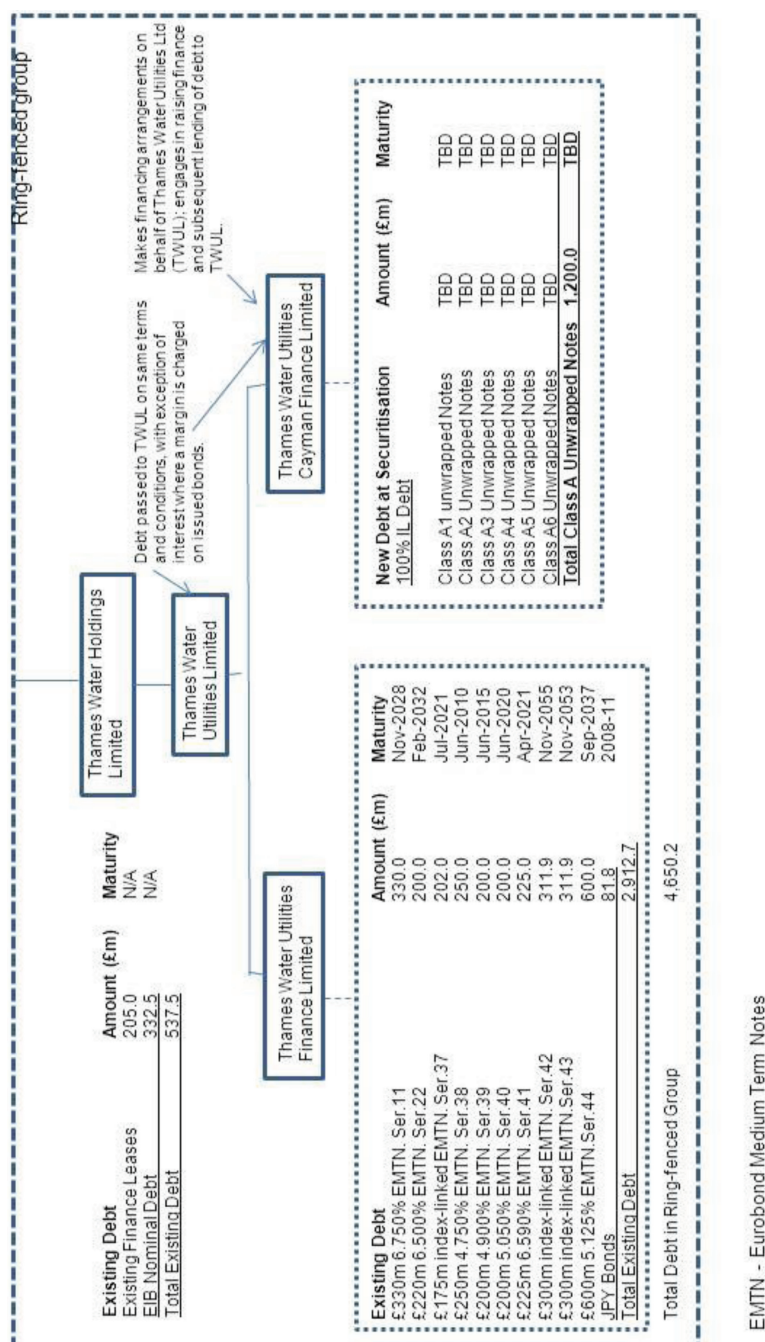 Ring-fenced group
Thames Water Holdings
Limited
Existing Debt Amount (£m) Maturity
Existing Finance Leases 205.0 N/A
EIB Nominal Debt 332.5 N/A
Total Existing Debt 537.5
Thames Water
Utilities Limited
Debt passed to TWUL on same terms
and conditions, with exception of
interest where a margin is charged
on issued bonds.
Makes financing arrangements on
behalf of Thames Water Utilities Ltd
(TWUL); engages in raising finance
and subsequent lending of debt to
TWUL.
Thames Water Utilities
Finance Limited
Thames Water Utilities
Cayman Finance Limited
Existing Debt Amount (£m) Maturity
£330m 6.750% EMTN. Ser.11 330.0 Nov-2028
£220m 6.500% EMTN. Ser.22 200.0 Feb-2032
£175m index-linked EMTN. Ser.37 202.0 Jul-2021
£250m 4.750% EMTN. Ser.38 250.0 Jun-2010
£200m 4.900% EMTN. Ser.39 200.0 Jun-2015
£200m 5.050% EMTN. Ser.40 200.0 Jun-2020
£225m 6.590% EMTN. Ser.41 225.0 Apr-2021
£300m index-linked EMTN.Ser.42 311.9 Nov-2055
£300m index-linked EMTN.Ser.43 311.9 Nov-2053
£600m 5.125% EMTN.Ser.44 600.0 Sep-2037
JPY Bonds 81.8 2008-11
Total Existing Debt 2,912.7
New Debt at Securitisation Amount (£m) Maturity
100% IL Debt
Class A1 unwrapped Notes TBD TBD
Class A2 Unwrapped Notes TBD TBD
Class A3 Unwrapped Notes TBD TBD
Class A4 Unwrapped Notes TBD TBD
Class A5 Unwrapped Notes TBD TBD
Class A6 Unwrapped Notes TBD TBD
Total Class A Unwrapped Notes 1,200.0 TBD
Total Debt in Ring-fenced Group 4,650.2
EMTN - Eurobond Medium Term Notes